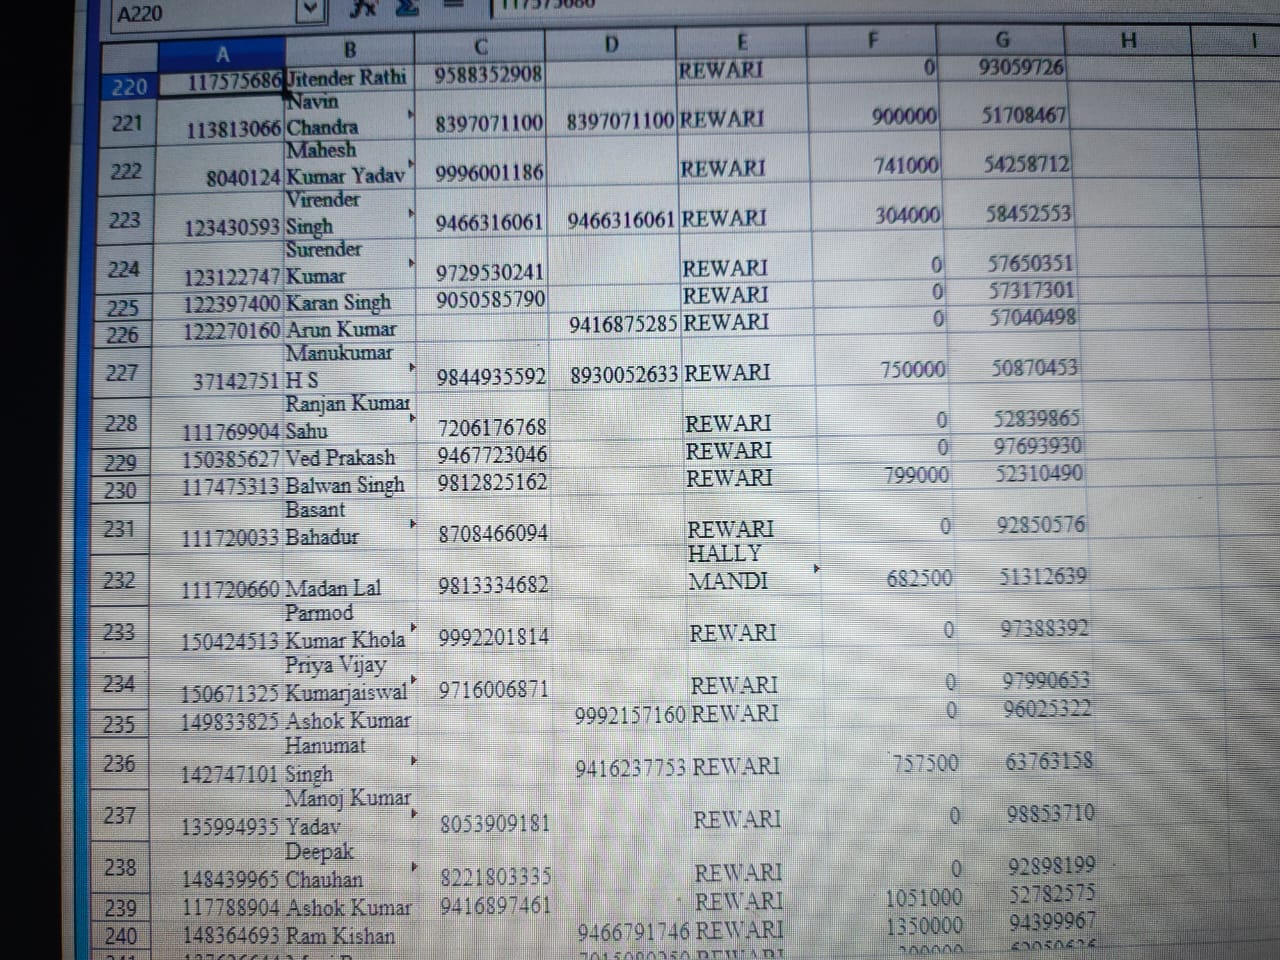 A220
A B C D E F G H I
220 117575686 Jitender Rathi 9588352908 REWARI 0 93059726
221 113813066 Navin Chandra 8397071100 8397071100 REWARI 900000 51708467
222 8040124 Mahesh Kumar Yadav 9996001186 REWARI 741000 54258712
223 123430593 Virender Singh 9466316061 9466316061 REWARI 304000 58452553
224 123122747 Surender Kumar 9729530241 REWARI 0 57650351
225 122397400 Karan Singh 9050585790 REWARI 0 57317301
226 122270160 Arun Kumar 9416875285 REWARI 0 57040498
227 37142751 Manukumar H S 9844935592 8930052633 REWARI 750000 50870453
228 111769904 Ranjan Kumar Sahu 7206176768 REWARI 0 52839865
229 150385627 Ved Prakash 9467723046 REWARI 0 97693930
230 117475313 Balwan Singh 9812825162 REWARI 799000 52310490
231 111720033 Basant Bahadur 8708466094 REWARI 0 92850576
232 111720660 Madan Lal 9813334682 HALLY MANDI 682500 51312639
233 150424513 Parmod Kumar Khola 9992201814 REWARI 0 97388392
234 150671325 Priya Vijay Kumarjaiswal 9716006871 REWARI 0 97990653
235 149833825 Ashok Kumar 9992157160 REWARI 0 96025322
236 142747101 Hanumat Singh 9416237753 REWARI 757500 63763158
237 135994935 Manoj Kumar Yadav 8053909181 REWARI 0 98853710
238 148439965 Deepak Chauhan 8221803335 REWARI 0 92898199
239 117788904 Ashok Kumar 9416897461 REWARI 1051000 52782575
240 148364693 Ram Kishan 9466791746 REWARI 1350000 94399967